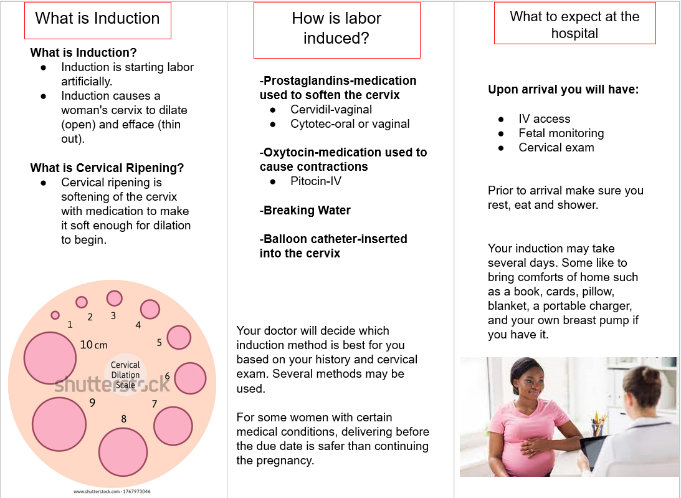 What is Induction
What is Induction?
● Induction is starting labor
artificially.
● Induction causes a
woman's cervix to dilate
(open) and efface (thin
out).
What is Cervical Ripening?
● Cervical ripening is
softening of the cervix
with medication to make
it soft enough for dilation
to begin.
1
2
3
4
5
6
7
8
9
10 cm
Cervical
Dilation
Scale
shutterstock
www.shutterstock.com · 1767973046
How is labor
induced?
-Prostaglandins-medication
used to soften the cervix
● Cervidil-vaginal
● Cytotec-oral or vaginal
-Oxytocin-medication used to
cause contractions
● Pitocin-IV
-Breaking Water
-Balloon catheter-inserted
into the cervix
Your doctor will decide which
induction method is best for you
based on your history and cervical
exam. Several methods may be
used.
For some women with certain
medical conditions, delivering before
the due date is safer than continuing
the pregnancy.
What to expect at the
hospital
Upon arrival you will have:
● IV access
● Fetal monitoring
● Cervical exam
Prior to arrival make sure you
rest, eat and shower.
Your induction may take
several days. Some like to
bring comforts of home such
as a book, cards, pillow,
blanket, a portable charger,
and your own breast pump if
you have it.